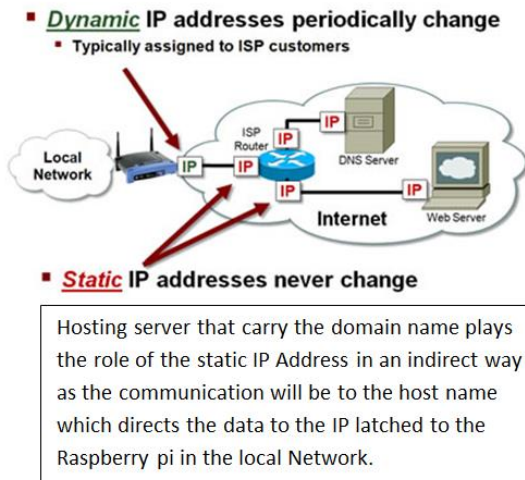 ▪ Dynamic IP addresses periodically change
▪ Typically assigned to ISP customers
Local
Network
IP
IP
ISP
Router
IP
IP
IP
DNS Server
IP
Internet
Web Server
▪ Static IP addresses never change
Hosting server that carry the domain name plays
the role of the static IP Address in an indirect way
as the communication will be to the host name
which directs the data to the IP latched to the
Raspberry pi in the local Network.